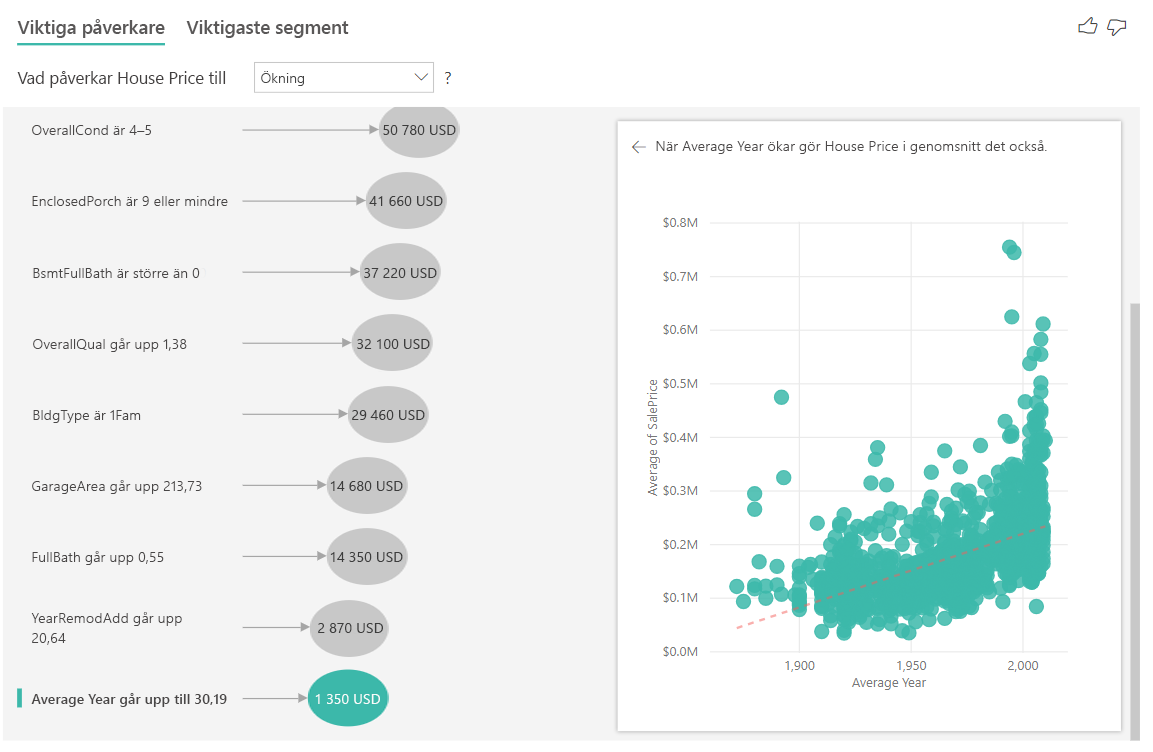 Viktiga påverkare
Viktigaste segment
Vad påverkar House Price till
Ökning
?
OverallCond är 4–5
50 780 USD
EnclosedPorch är 9 eller mindre
41 660 USD
BsmtFullBath är större än 0
37 220 USD
OverallQual går upp 1,38
32 100 USD
BldgType är 1Fam
29 460 USD
GarageArea går upp 213,73
14 680 USD
FullBath går upp 0,55
14 350 USD
YearRemodAdd går upp
20,64
2 870 USD
Average Year går upp till 30,19
1 350 USD
När Average Year ökar gör House Price i genomsnitt det också.
Average of SalePrice
$0.8M
$0.7M
$0.6M
$0.5M
$0.4M
$0.3M
$0.2M
$0.1M
$0.0M
1,900
1,950
2,000
Average Year